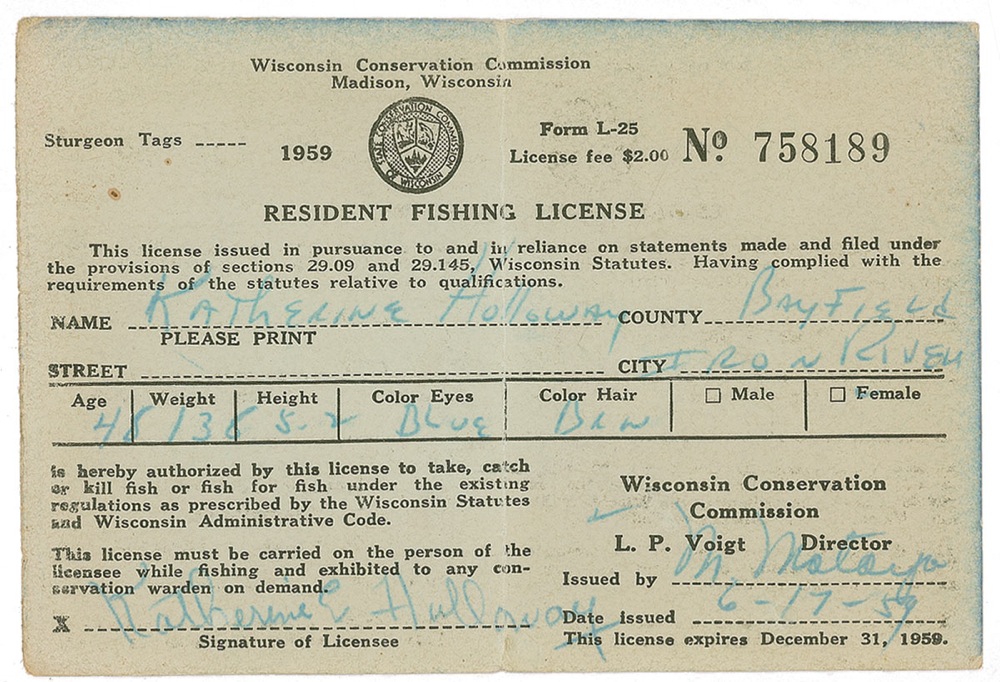 Wisconsin Conservation Commission
Madison, Wisconsin
Sturgeon Tags -----
1959
STATE CONSERVATION COMMISSION OF WISCONSIN
Form L-25
License fee $2.00
No 758189
RESIDENT FISHING LICENSE
This license issued in pursuance to and in reliance on statements made and filed under
the provisions of sections 29.09 and 29.145, Wisconsin Statutes. Having complied with the
requirements of the statutes relative to qualifications.
NAME KATHERINE HOLLOWAY COUNTY BAYFIELD
PLEASE PRINT
STREET CITY IRON RIVER
Age Weight Height Color Eyes Color Hair □ Male □ Female
5-2 BLUE BRN
is hereby authorized by this license to take, catch
or kill fish or fish for fish under the existing
regulations as prescribed by the Wisconsin Statutes
and Wisconsin Administrative Code.
This license must be carried on the person of the
licensee while fishing and exhibited to any con-
servation warden on demand.
X Katherine E Holloway
Signature of Licensee
Wisconsin Conservation
Commission
L. P. Voigt Director
Issued by M.
Date issued 6-17-59
This license expires December 31, 1959.